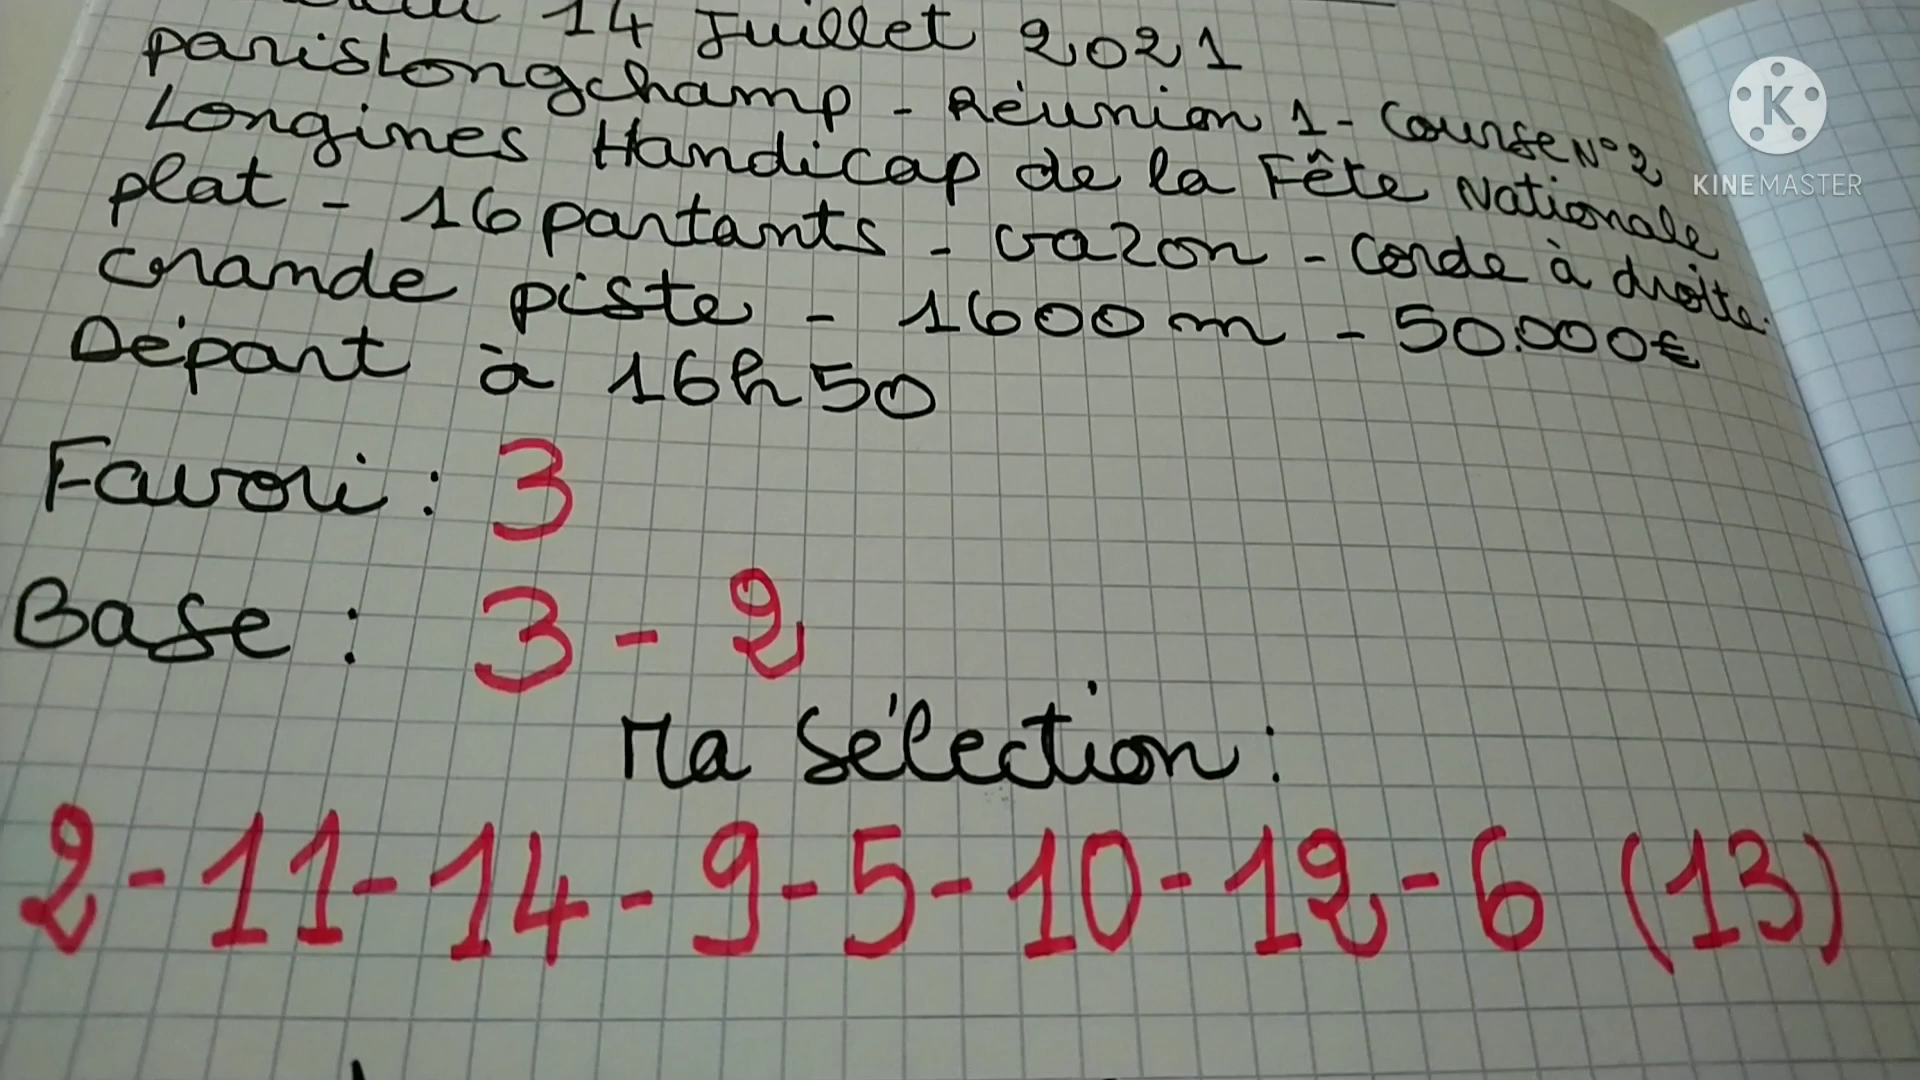 14 Juillet 2021
parisLongchamp - Réunion 1 - Course N° 2
Longines Handicap de la Fête Nationale
plat - 16 partants - Gazon - Corde à droite.
Grande piste - 1600 m - 50.000€
Départ à 16h50
Favori : 3
Base : 3 - 2
Ma Sélection :
2 - 11 - 14 - 9 - 5 - 10 - 12 - 6 (13)
K
KINEMASTER